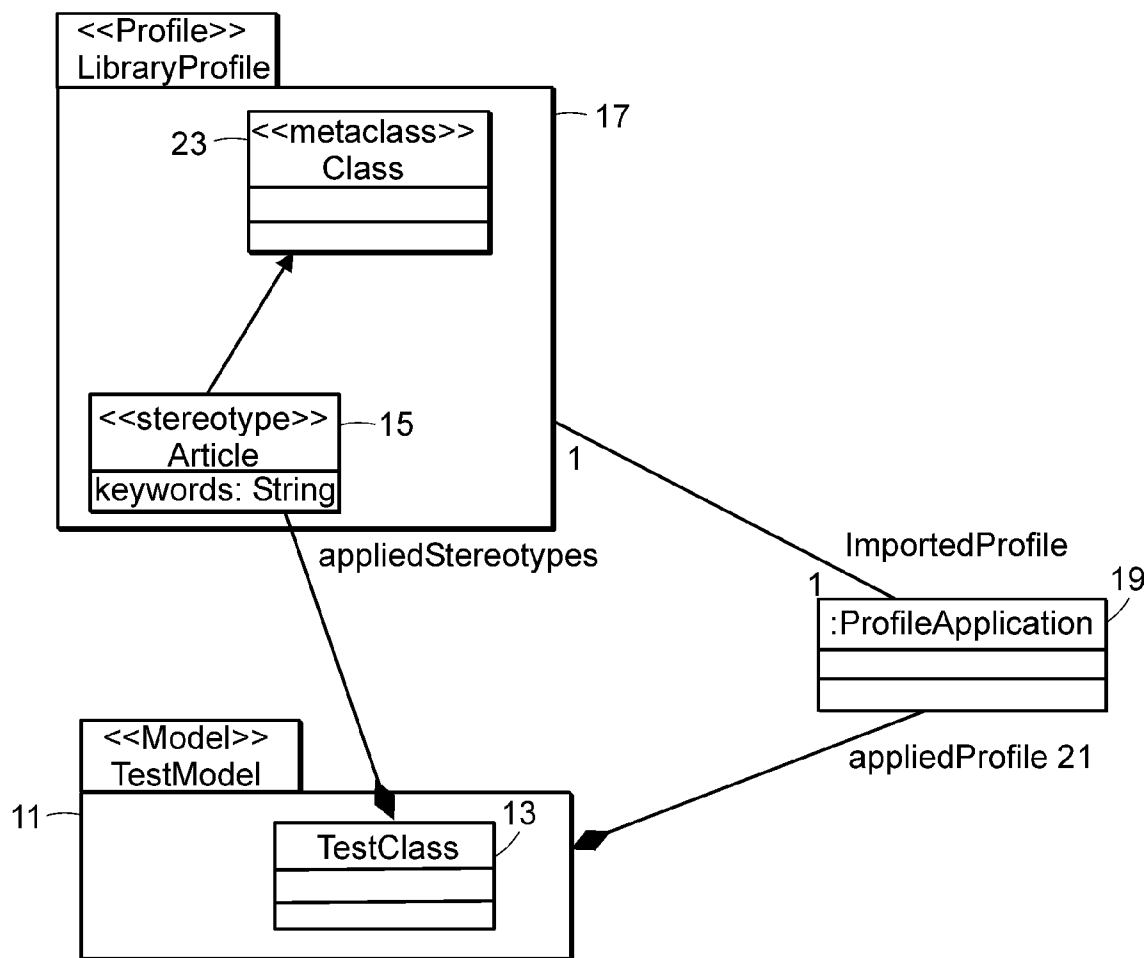 <<Profile>>
LibraryProfile
17
23
<<metaclass>>
Class
<<stereotype>>
15
Article
keywords: String
1
appliedStereotypes
ImportedProfile
1
19
:ProfileApplication
appliedProfile 21
<<Model>>
TestModel
11
13
TestClass